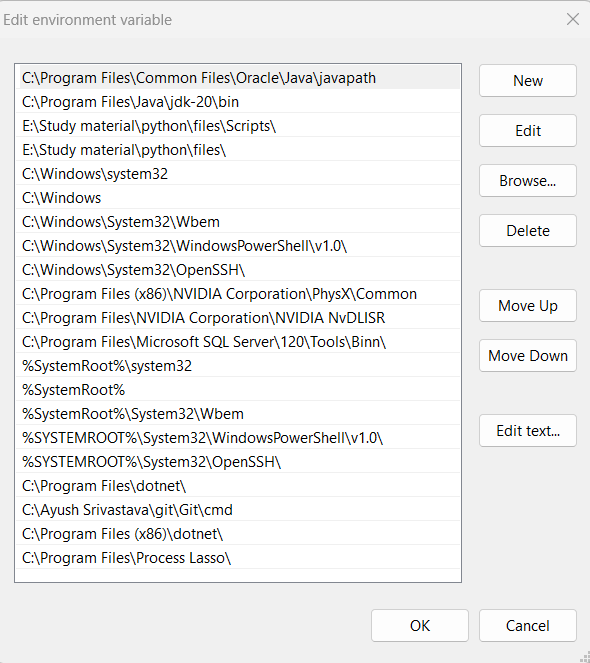 Edit environment variable
C:\Program Files\Common Files\Oracle\Java\javapath
C:\Program Files\Java\jdk-20\bin
E:\Study material\python\files\Scripts\
E:\Study material\python\files\
C:\Windows\system32
C:\Windows
C:\Windows\System32\Wbem
C:\Windows\System32\WindowsPowerShell\v1.0\
C:\Windows\System32\OpenSSH\
C:\Program Files (x86)\NVIDIA Corporation\PhysX\Common
C:\Program Files\NVIDIA Corporation\NVIDIA NvDLISR
C:\Program Files\Microsoft SQL Server\120\Tools\Binn\
%SystemRoot%\system32
%SystemRoot%
%SystemRoot%\System32\Wbem
%SYSTEMROOT%\System32\WindowsPowerShell\v1.0\
%SYSTEMROOT%\System32\OpenSSH\
C:\Program Files\dotnet\
C:\Ayush Srivastava\git\Git\cmd
C:\Program Files (x86)\dotnet\
C:\Program Files\Process Lasso\
New
Edit
Browse...
Delete
Move Up
Move Down
Edit text...
OK
Cancel